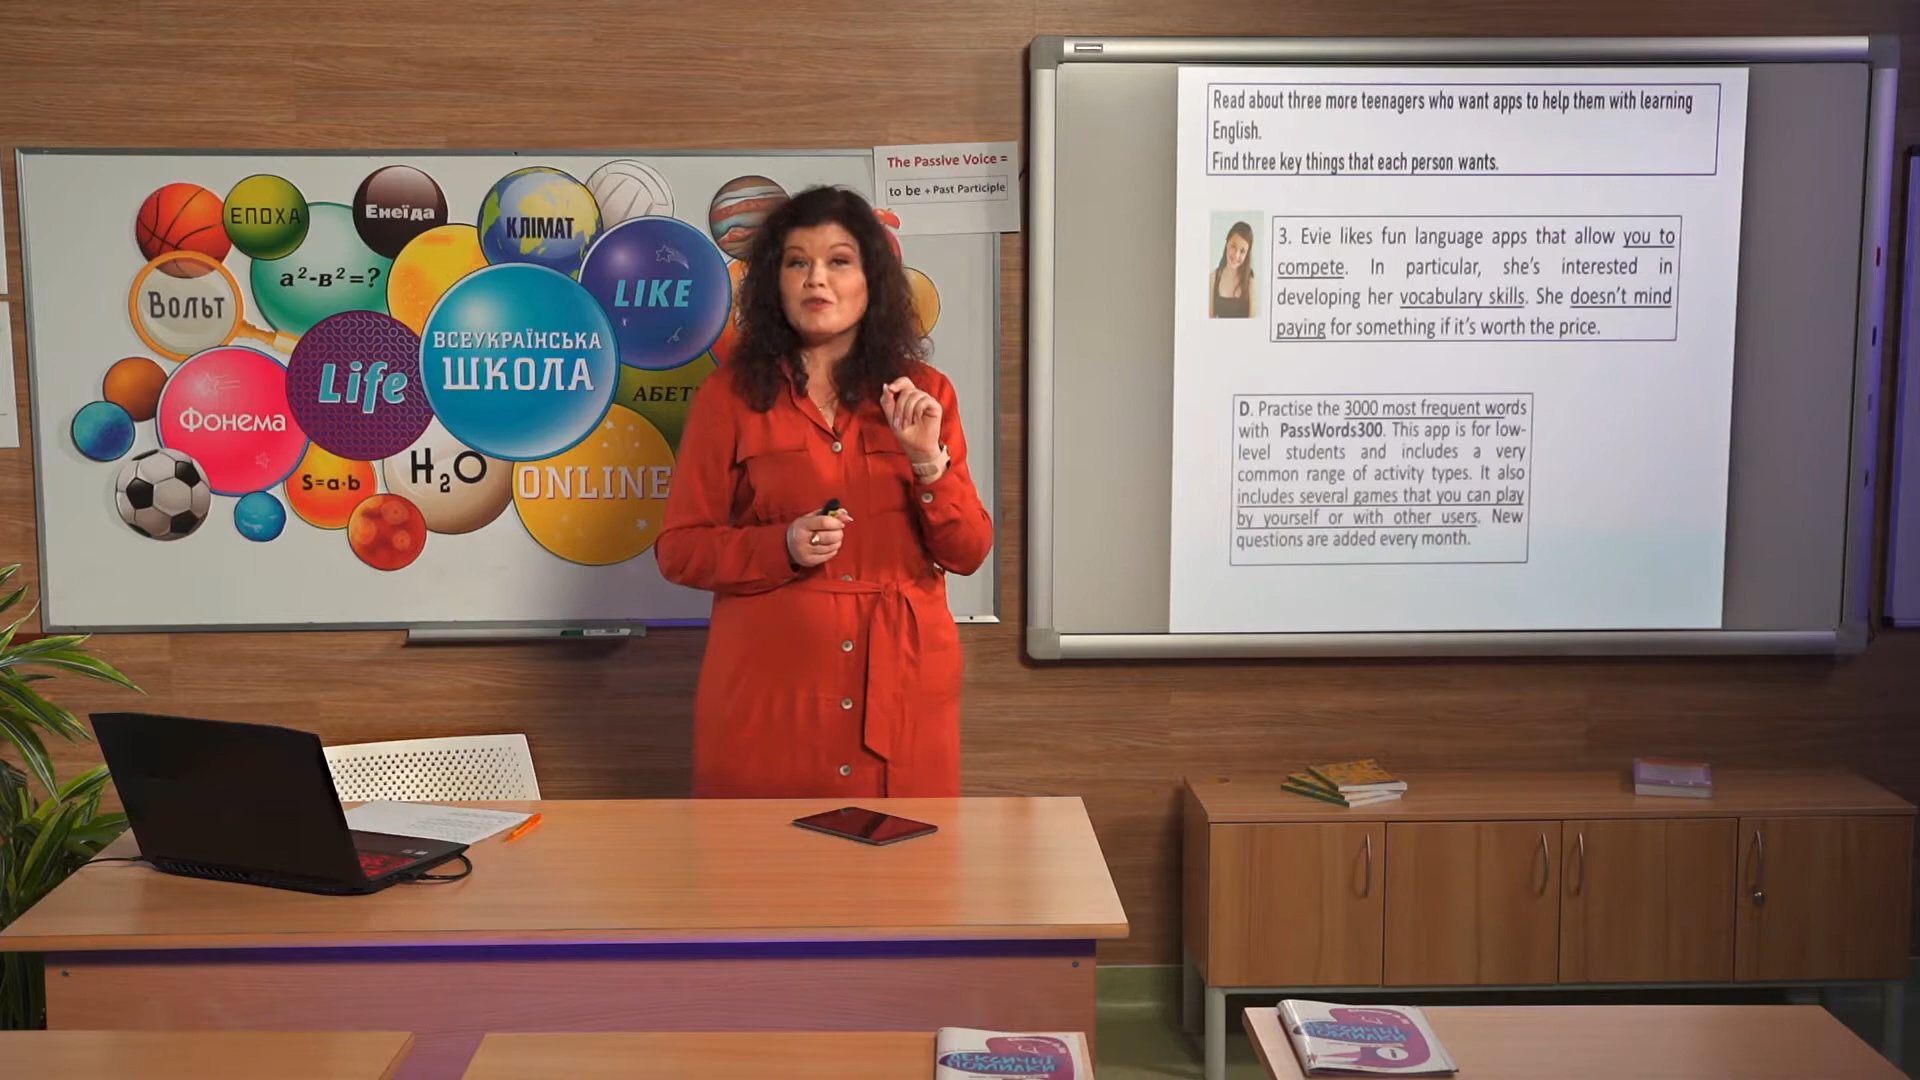 ЕПОХА
Енеїда
КЛІМАТ
a²-в²=?
Вольт
LIKE
ВСЕУКРАЇНСЬКА
ШКОЛА
Life
Фонема
АБЕТ
S=a·b
H₂O
ONLINE
The Passive Voice =
to be + Past Participle
Read about three more teenagers who want apps to help them with learning
English.
Find three key things that each person wants.
3. Evie likes fun language apps that allow you to
compete. In particular, she's interested in
developing her vocabulary skills. She doesn't mind
paying for something if it's worth the price.
D. Practise the 3000 most frequent words
with PassWords300. This app is for low-
level students and includes a very
common range of activity types. It also
includes several games that you can play
by yourself or with other users. New
questions are added every month.
ЛЕКСИЧНІ
ПОМИЛКИ
ЛЕКСИЧНІ
ПОМИЛКИ